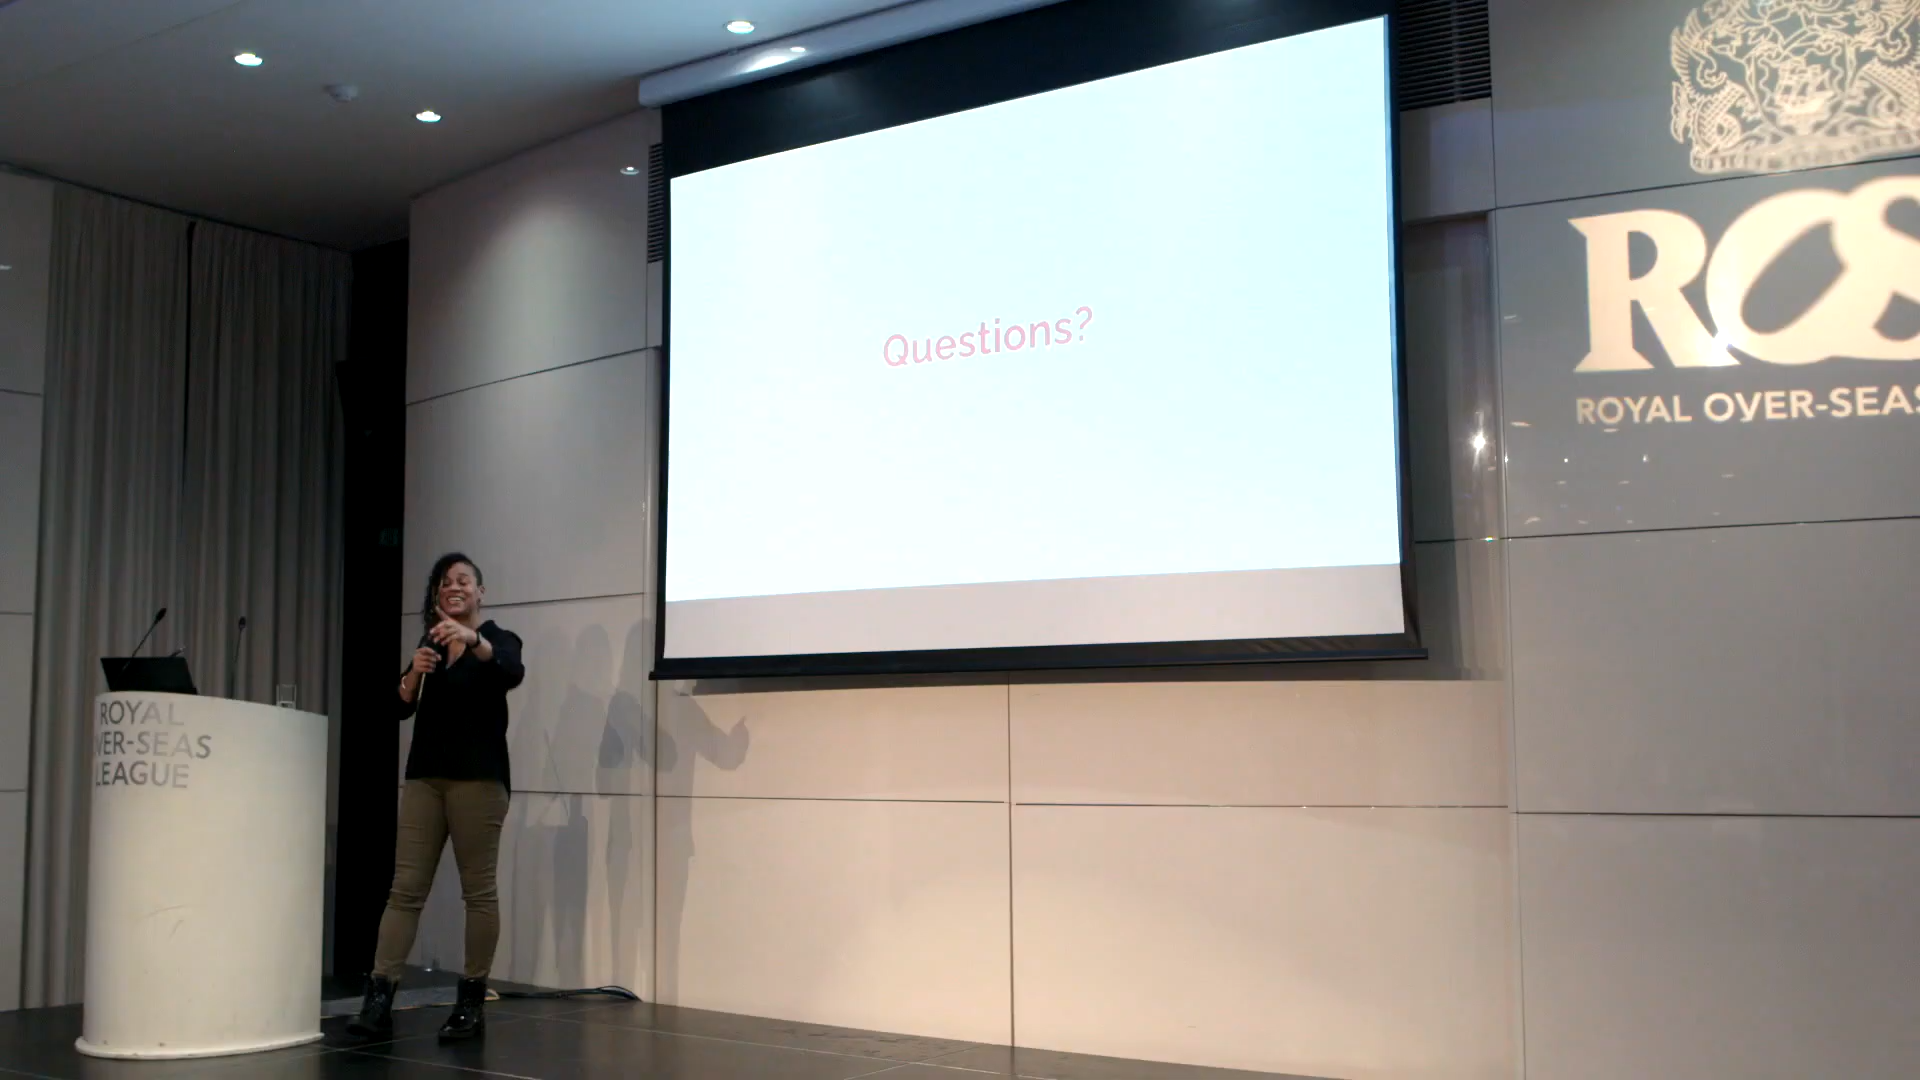 Questions?
ROS
ROYAL OVER-SEAS
ROYAL
OVER-SEAS
LEAGUE